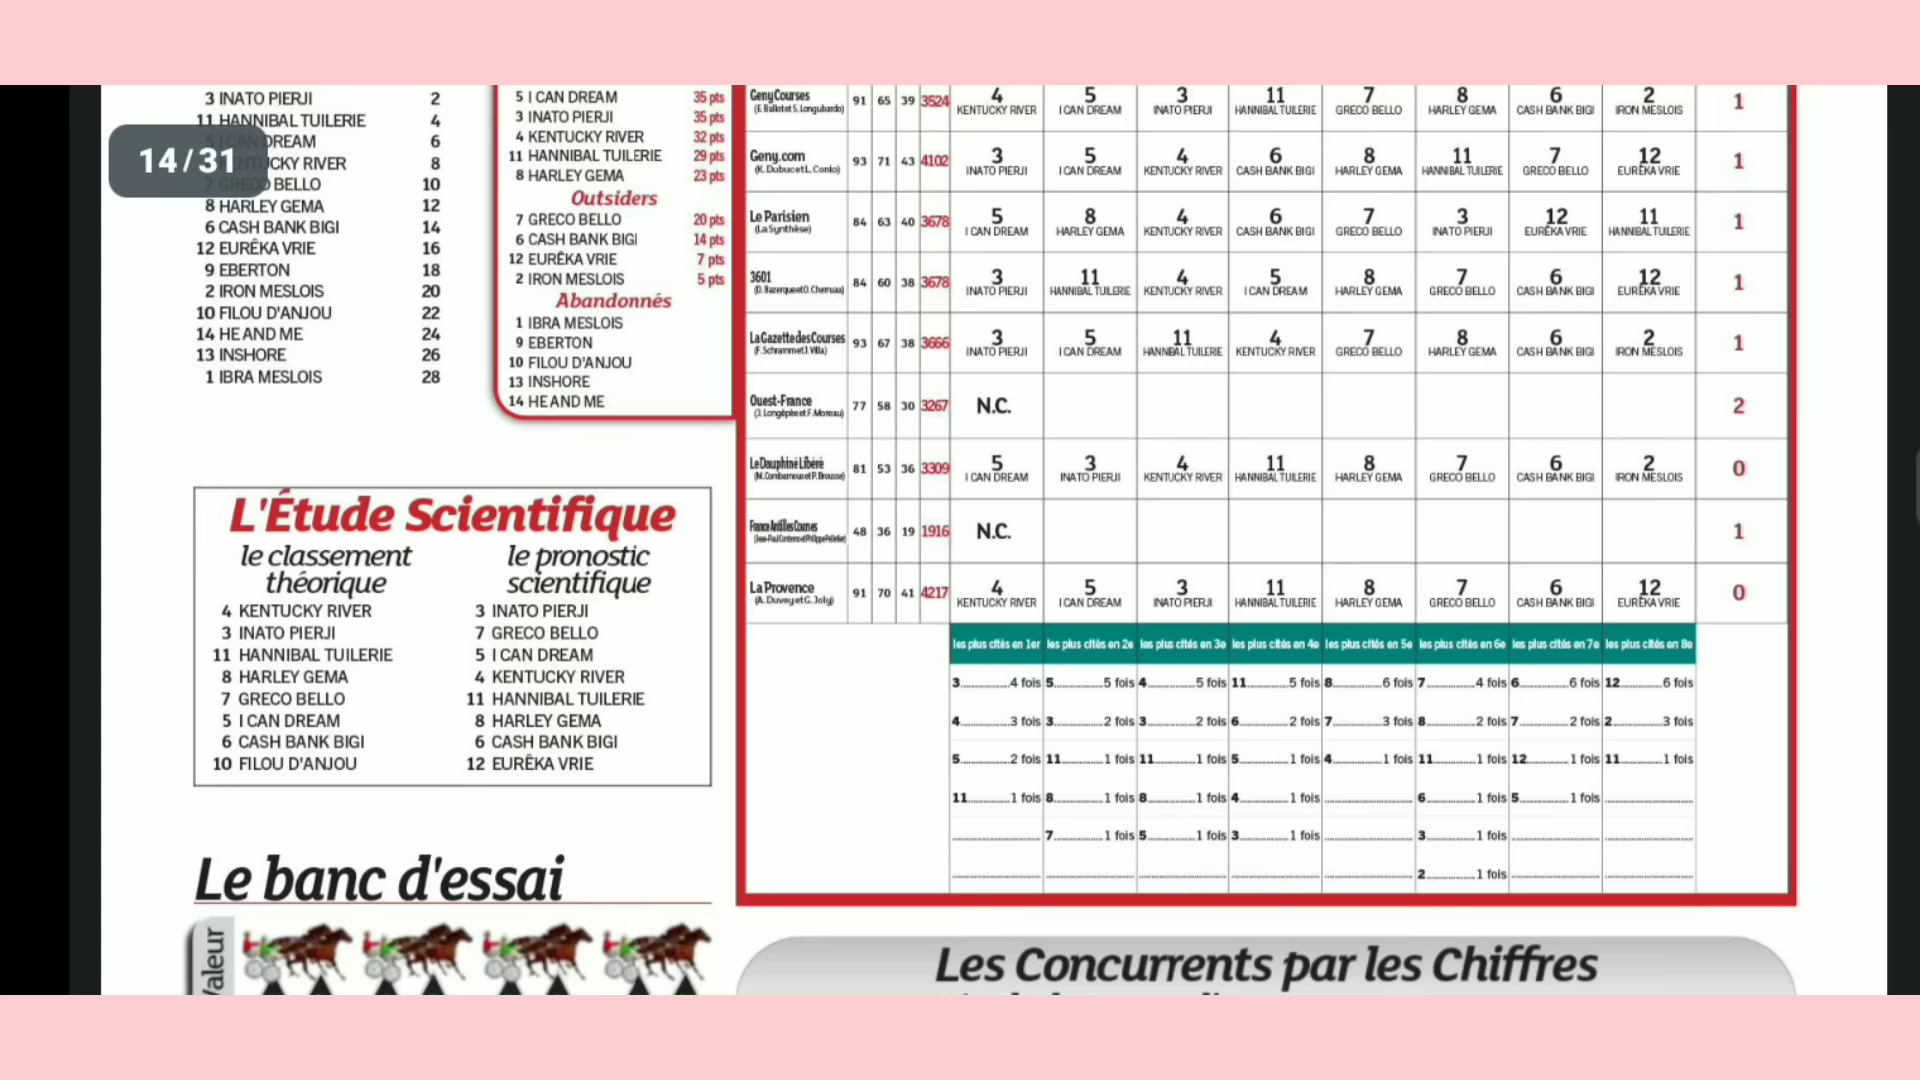 14/31
3 INATO PIERJI 2
11 HANNIBAL TUILERIE 4
DREAM 6
TUCKY RIVER 8
BELLO 10
8 HARLEY GEMA 12
6 CASH BANK BIGI 14
12 EURÊKA VRIE 16
9 EBERTON 18
2 IRON MESLOIS 20
10 FILOU D'ANJOU 22
14 HE AND ME 24
13 INSHORE 26
1 IBRA MESLOIS 28
5 I CAN DREAM 35 pts
3 INATO PIERJI 35 pts
4 KENTUCKY RIVER 32 pts
11 HANNIBAL TUILERIE 29 pts
8 HARLEY GEMA 23 pts
Outsiders
7 GRECO BELLO 20 pts
6 CASH BANK BIGI 14 pts
12 EURÊKA VRIE 7 pts
2 IRON MESLOIS 5 pts
Abandonnés
1 IBRA MESLOIS
9 EBERTON
10 FILOU D'ANJOU
13 INSHORE
14 HE AND ME
L'Étude Scientifique
le classement théorique
4 KENTUCKY RIVER
3 INATO PIERJI
11 HANNIBAL TUILERIE
8 HARLEY GEMA
7 GRECO BELLO
5 I CAN DREAM
6 CASH BANK BIGI
10 FILOU D'ANJOU
le pronostic scientifique
3 INATO PIERJI
7 GRECO BELLO
5 I CAN DREAM
4 KENTUCKY RIVER
11 HANNIBAL TUILERIE
8 HARLEY GEMA
6 CASH BANK BIGI
12 EURÊKA VRIE
Le banc d'essai
Valeur
GenyCourses 91 65 39 3524 4 5 3 11 7 8 6 2 1
(E. Ballot et S. Longubardo) KENTUCKY RIVER I CAN DREAM INATO PIERJI HANNIBAL TUILERIE GRECO BELLO HARLEY GEMA CASH BANK BIGI IRON MESLOIS
Geny.com 93 71 43 4102 3 5 4 6 8 11 7 12 1
(K. Dubuc et L. Conio) INATO PIERJI I CAN DREAM KENTUCKY RIVER CASH BANK BIGI HARLEY GEMA HANNIBAL TUILERIE GRECO BELLO EURÊKA VRIE
Le Parisien 84 63 40 3678 5 8 4 6 7 3 12 11 1
(La Synthèse) I CAN DREAM HARLEY GEMA KENTUCKY RIVER CASH BANK BIGI GRECO BELLO INATO PIERJI EURÊKA VRIE HANNIBAL TUILERIE
3601 84 60 38 3678 3 11 4 5 8 7 6 12 1
INATO PIERJI HANNIBAL TUILERIE KENTUCKY RIVER I CAN DREAM HARLEY GEMA GRECO BELLO CASH BANK BIGI EURÊKA VRIE
La Gazette des Courses 93 67 38 3666 3 5 11 4 7 8 6 2 1
(F. Schramm et J. Villa) INATO PIERJI I CAN DREAM HANNIBAL TUILERIE KENTUCKY RIVER GRECO BELLO HARLEY GEMA CASH BANK BIGI IRON MESLOIS
Ouest-France 77 58 30 3267 N.C. 2
(J. Longépée et F. Moreau)
Le Dauphiné Libéré 81 53 36 3309 5 3 4 11 8 7 6 2 0
I CAN DREAM INATO PIERJI KENTUCKY RIVER HANNIBAL TUILERIE HARLEY GEMA GRECO BELLO CASH BANK BIGI IRON MESLOIS
France Antilles Courses 48 36 19 1916 N.C. 1
La Provence 91 70 41 4217 4 5 3 11 8 7 6 12 0
(A. Duvey et G. Joly) KENTUCKY RIVER I CAN DREAM INATO PIERJI HANNIBAL TUILERIE HARLEY GEMA GRECO BELLO CASH BANK BIGI EURÊKA VRIE
les plus cités en 1er les plus cités en 2e les plus cités en 3e les plus cités en 4e les plus cités en 5e les plus cités en 6e les plus cités en 7e les plus cités en 8e
3 4 fois 5 5 fois 4 5 fois 11 5 fois 8 6 fois 7 4 fois 6 6 fois 12 6 fois
4 3 fois 3 2 fois 3 2 fois 6 2 fois 7 3 fois 8 2 fois 7 2 fois 2 3 fois
5 2 fois 11 1 fois 11 1 fois 5 1 fois 4 1 fois 11 1 fois 12 1 fois 11 1 fois
11 1 fois 8 1 fois 8 1 fois 4 1 fois 6 1 fois 5 1 fois
7 1 fois 5 1 fois 3 1 fois 3 1 fois
2 1 fois
Les Concurrents par les Chiffres